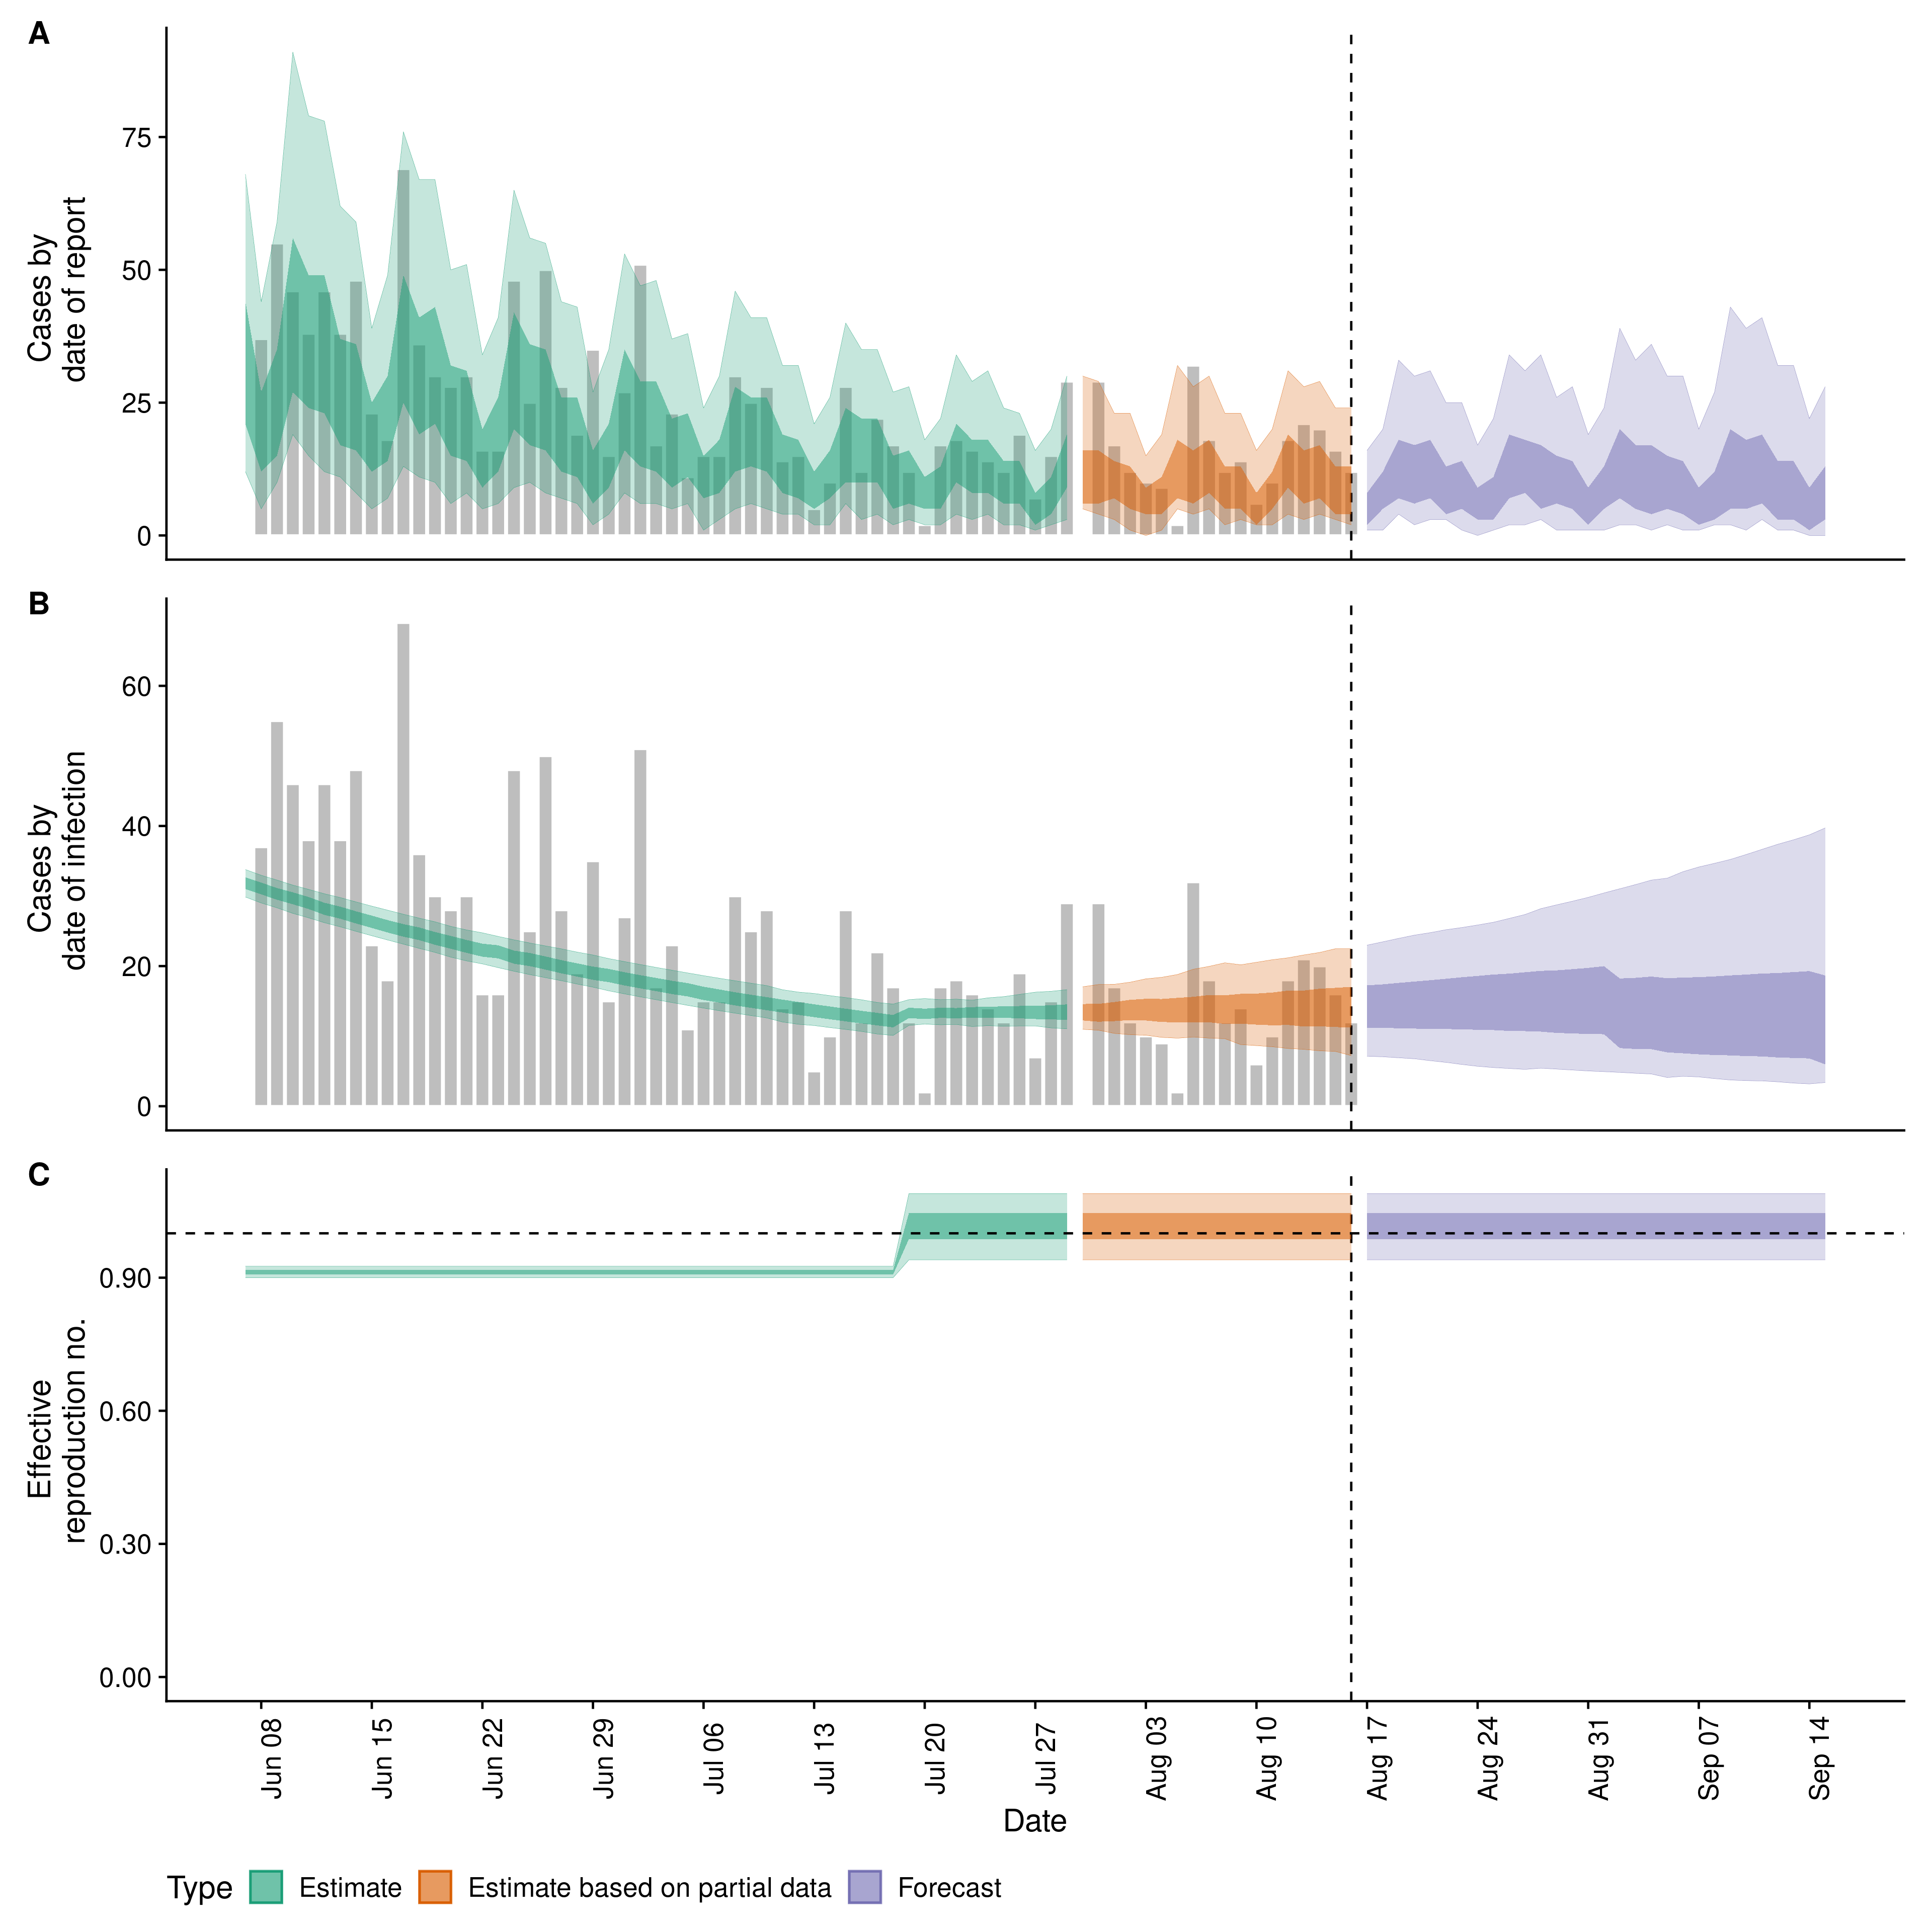 A
Cases by
date of report
75
50
25
0
B
Cases by
date of infection
60
40
20
0
C
Effective
reproduction no.
0.90
0.60
0.30
0.00
Jun 08
Jun 15
Jun 22
Jun 29
Jul 06
Jul 13
Jul 20
Jul 27
Aug 03
Aug 10
Aug 17
Aug 24
Aug 31
Sep 07
Sep 14
Date
Type
Estimate
Estimate based on partial data
Forecast